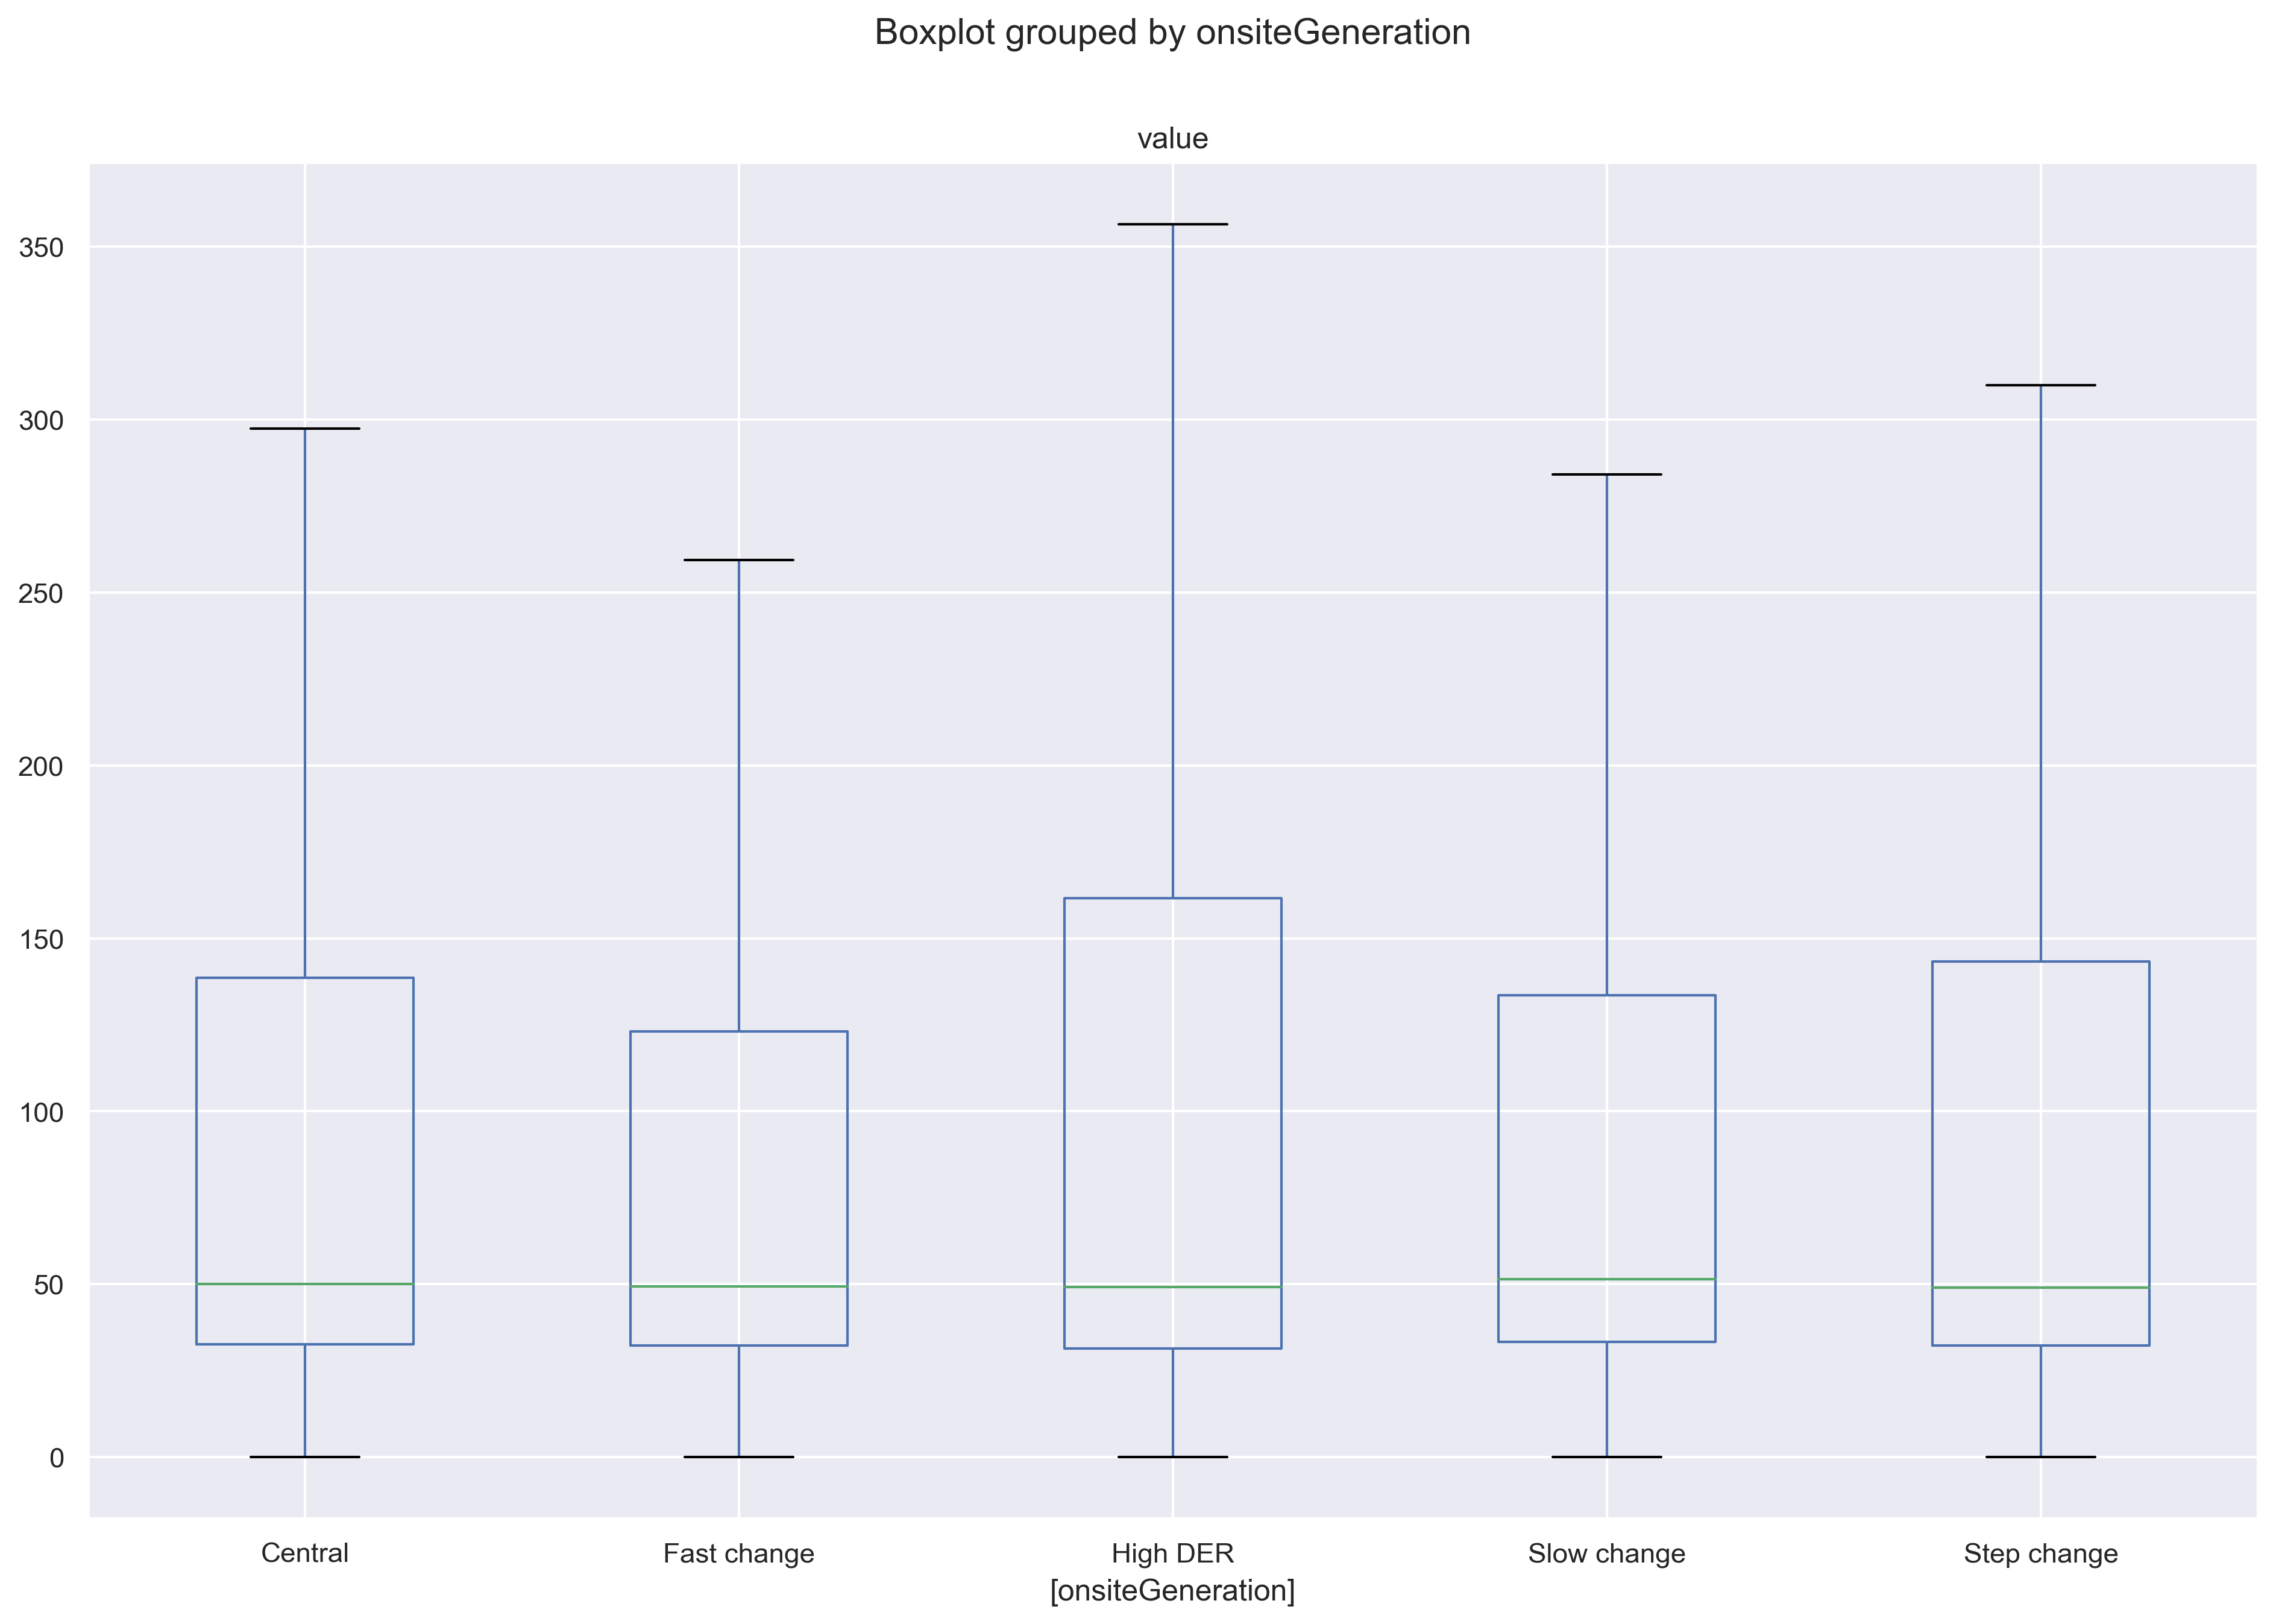 Boxplot grouped by onsiteGeneration
value
350
300
250
200
150
100
50
0
Central Fast change High DER Slow change Step change
[onsiteGeneration]